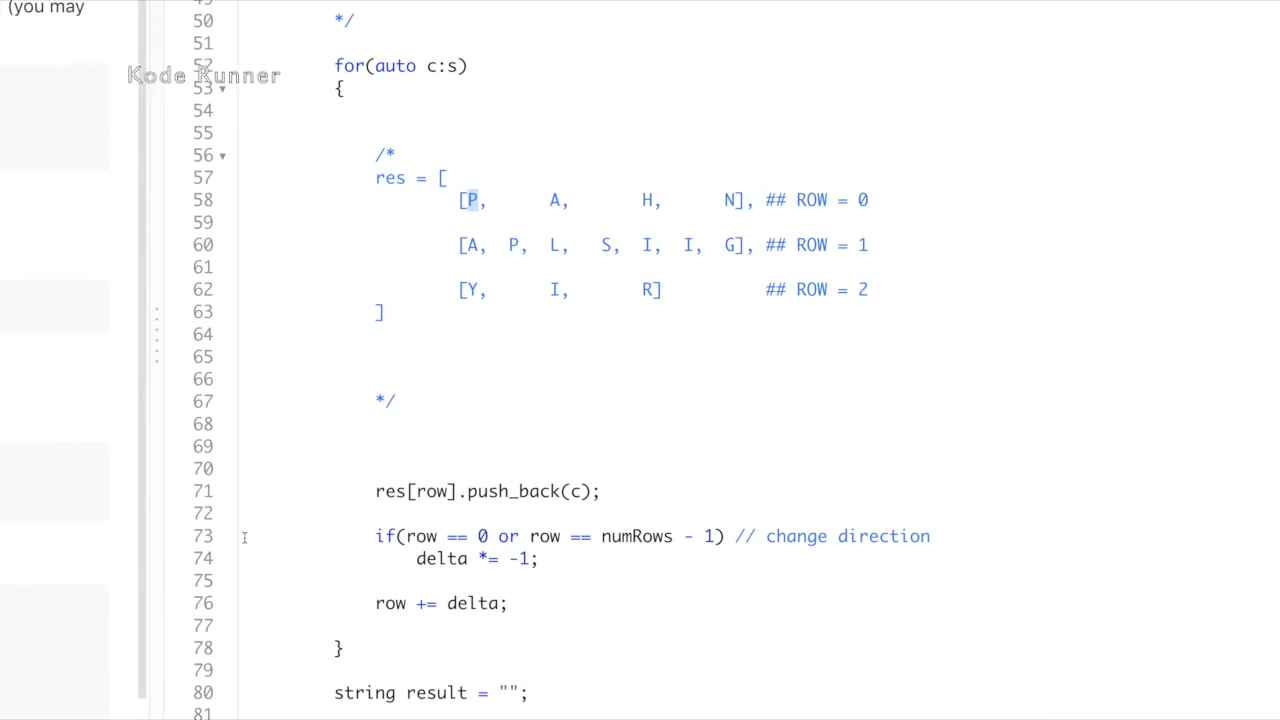 (you may
49
50 */
51
52 for(auto c:s)
Kode Runner
53 {
54
55
56 /*
57 res = [
58 [P, A, H, N], ## ROW = 0
59
60 [A, P, L, S, I, I, G], ## ROW = 1
61
62 [Y, I, R] ## ROW = 2
63 ]
64
65
66
67 */
68
69
70
71 res[row].push_back(c);
72
73 if(row == 0 or row == numRows - 1) // change direction
74 delta *= -1;
75
76 row += delta;
77
78 }
79
80 string result = "";
81